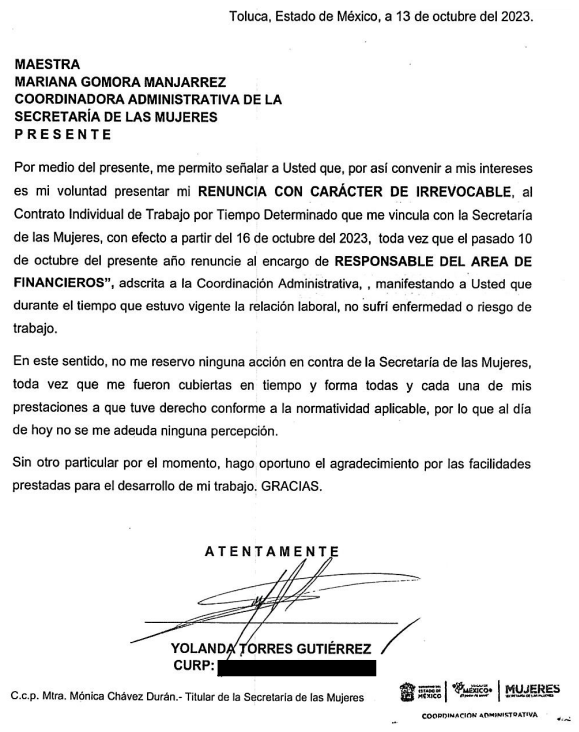 Toluca, Estado de México, a 13 de octubre del 2023.
MAESTRA
MARIANA GOMORA MANJARREZ
COORDINADORA ADMINISTRATIVA DE LA
SECRETARÍA DE LAS MUJERES
P R E S E N T E
Por medio del presente, me permito señalar a Usted que, por así convenir a mis intereses
es mi voluntad presentar mi RENUNCIA CON CARÁCTER DE IRREVOCABLE, al
Contrato Individual de Trabajo por Tiempo Determinado que me vincula con la Secretaría
de las Mujeres, con efecto a partir del 16 de octubre del 2023, toda vez que el pasado 10
de octubre del presente año renuncie al encargo de RESPONSABLE DEL AREA DE
FINANCIEROS”, adscrita a la Coordinación Administrativa, , manifestando a Usted que
durante el tiempo que estuvo vigente la relación laboral, no sufrí enfermedad o riesgo de
trabajo.
En este sentido, no me reservo ninguna acción en contra de la Secretaría de las Mujeres,
toda vez que me fueron cubiertas en tiempo y forma todas y cada una de mis
prestaciones a que tuve derecho conforme a la normatividad aplicable, por lo que al día
de hoy no se me adeuda ninguna percepción.
Sin otro particular por el momento, hago oportuno el agradecimiento por las facilidades
prestadas para el desarrollo de mi trabajo. GRACIAS.
A T E N T A M E N T E
YOLANDA TORRES GUTIÉRREZ
CURP:
C.c.p. Mtra. Mónica Chávez Durán.- Titular de la Secretaría de las Mujeres
ESTADO DE
MÉXICO
MÉXICO
MUJERES
SECRETARÍA DE LAS MUJERES
COORDINACIÓN ADMINISTRATIVA